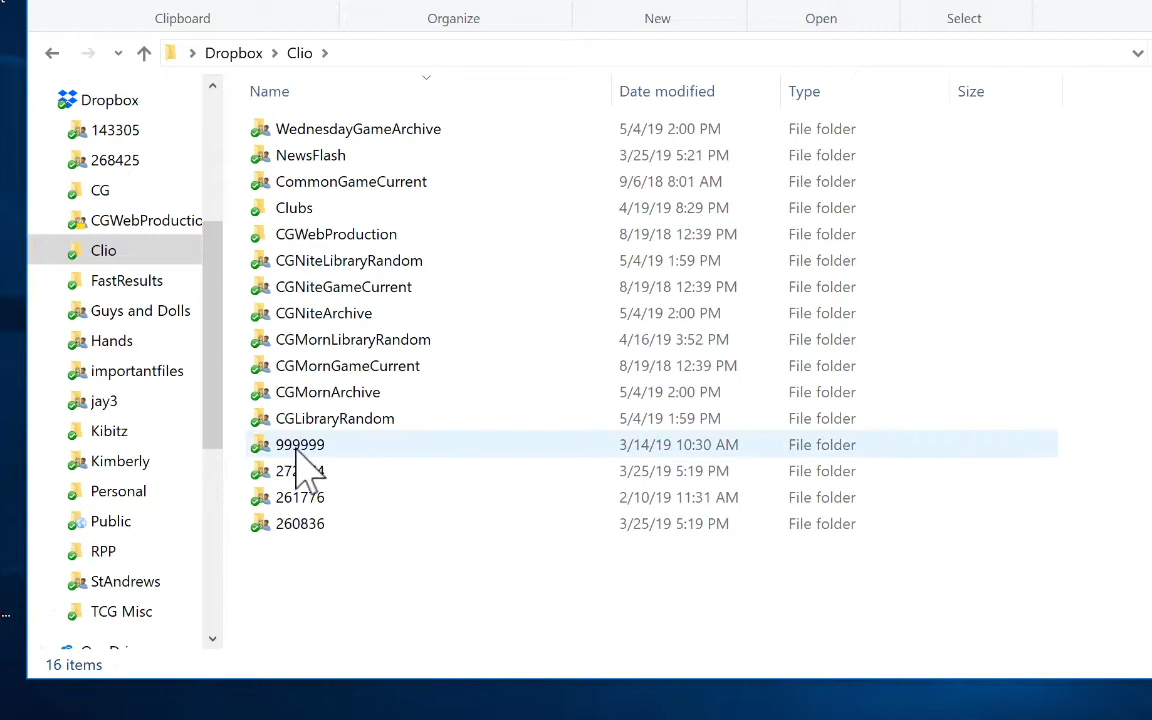 Clipboard Organize New Open Select
Dropbox Clio
Name Date modified Type Size
Dropbox
143305
268425
CG
CGWebProductio
Clio
FastResults
Guys and Dolls
Hands
importantfiles
jay3
Kibitz
Kimberly
Personal
Public
RPP
StAndrews
TCG Misc
WednesdayGameArchive 5/4/19 2:00 PM File folder
NewsFlash 3/25/19 5:21 PM File folder
CommonGameCurrent 9/6/18 8:01 AM File folder
Clubs 4/19/19 8:29 PM File folder
CGWebProduction 8/19/18 12:39 PM File folder
CGNiteLibraryRandom 5/4/19 1:59 PM File folder
CGNiteGameCurrent 8/19/18 12:39 PM File folder
CGNiteArchive 5/4/19 2:00 PM File folder
CGMornLibraryRandom 4/16/19 3:52 PM File folder
CGMornGameCurrent 8/19/18 12:39 PM File folder
CGMornArchive 5/4/19 2:00 PM File folder
CGLibraryRandom 5/4/19 1:59 PM File folder
999999 3/14/19 10:30 AM File folder
3/25/19 5:19 PM File folder
261776 2/10/19 11:31 AM File folder
260836 3/25/19 5:19 PM File folder
16 items
...